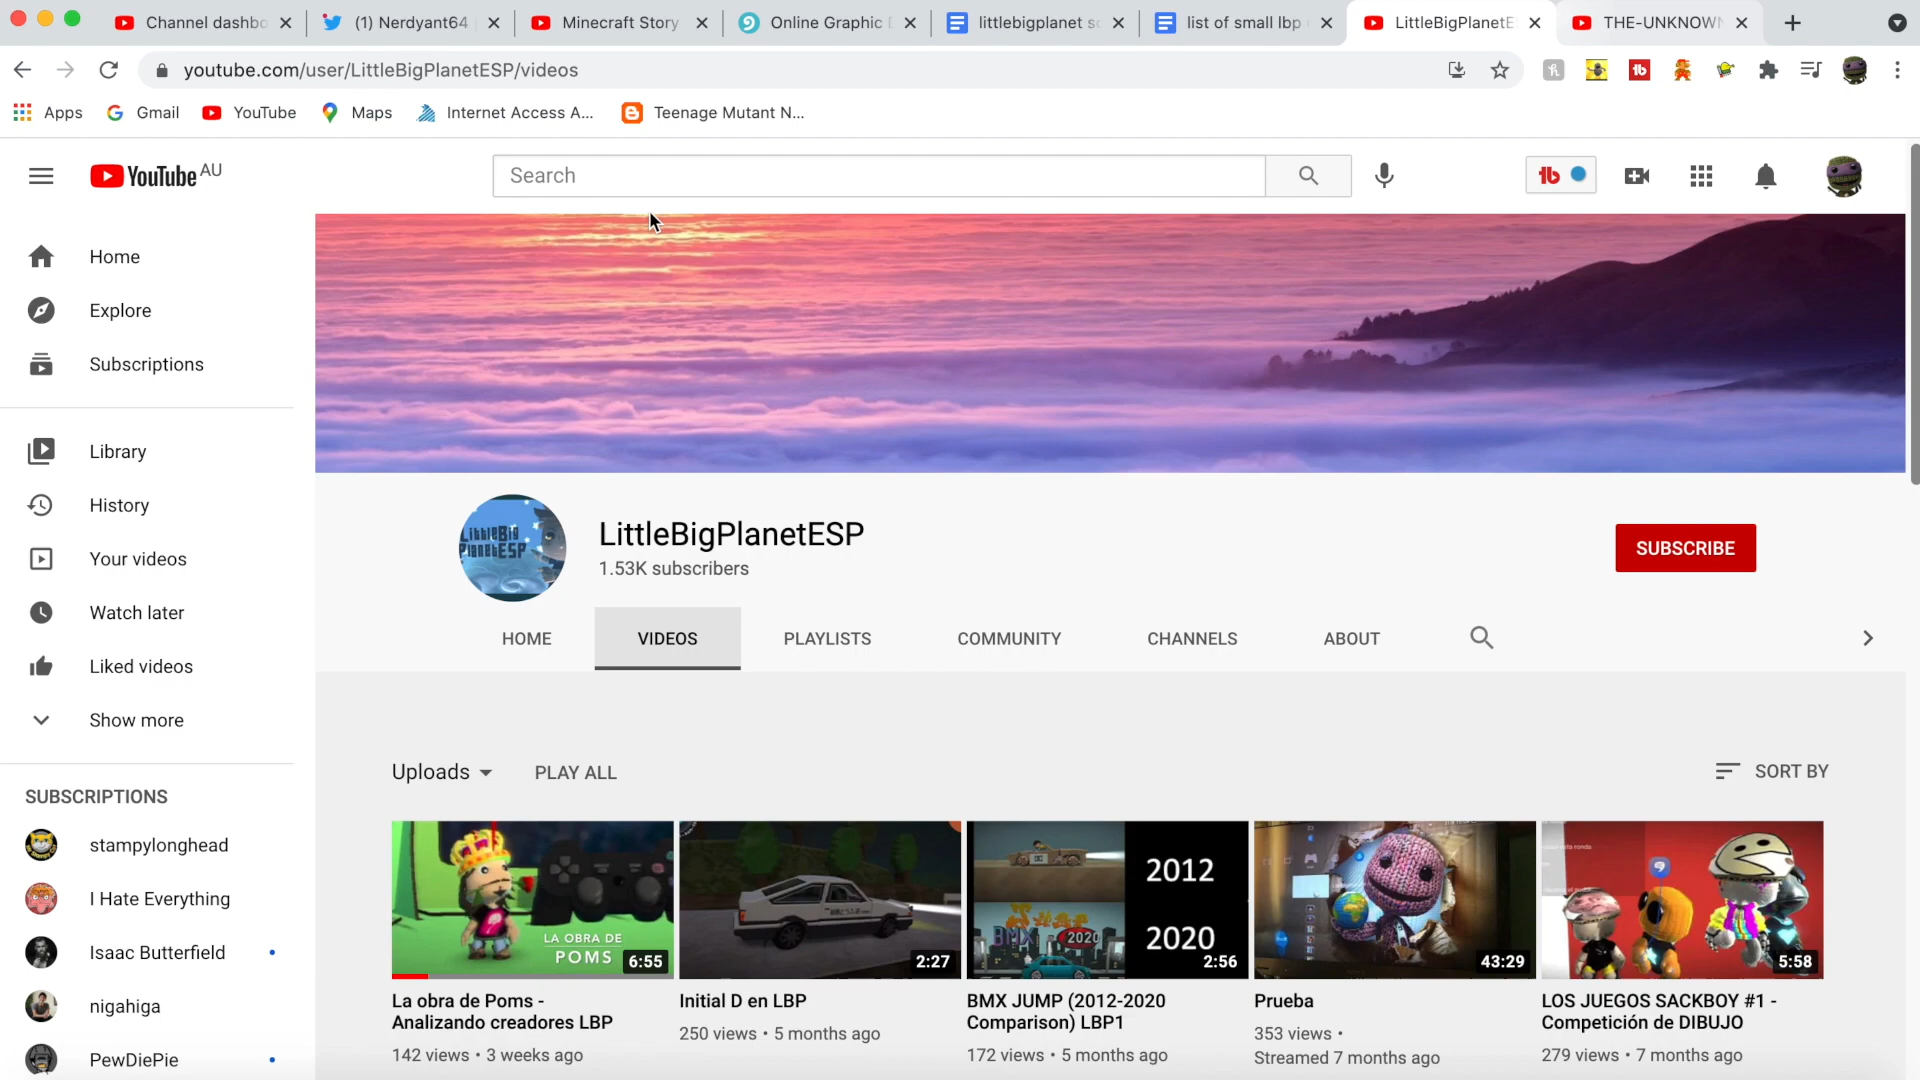 Channel dashbo
(1) Nerdyant64
Minecraft Story
Online Graphic
littlebigplanet sc
list of small lbp
LittleBigPlanetE
THE-UNKNOWN
youtube.com/user/LittleBigPlanetESP/videos
Apps
Gmail
YouTube
Maps
Internet Access A...
Teenage Mutant N...
YouTube AU
Search
Home
Explore
Subscriptions
Library
History
Your videos
Watch later
Liked videos
Show more
SUBSCRIPTIONS
stampylonghead
I Hate Everything
Isaac Butterfield
nigahiga
PewDiePie
LittleBig
PlanetESP
LittleBigPlanetESP
1.53K subscribers
SUBSCRIBE
HOME
VIDEOS
PLAYLISTS
COMMUNITY
CHANNELS
ABOUT
Uploads
PLAY ALL
SORT BY
LA OBRA DE
POMS
6:55
La obra de Poms -
Analizando creadores LBP
142 views • 3 weeks ago
2:27
Initial D en LBP
250 views • 5 months ago
2012
BMX
2020
2020
2:56
BMX JUMP (2012-2020
Comparison) LBP1
172 views • 5 months ago
43:29
Prueba
353 views •
Streamed 7 months ago
5:58
LOS JUEGOS SACKBOY #1 -
Competición de DIBUJO
279 views • 7 months ago